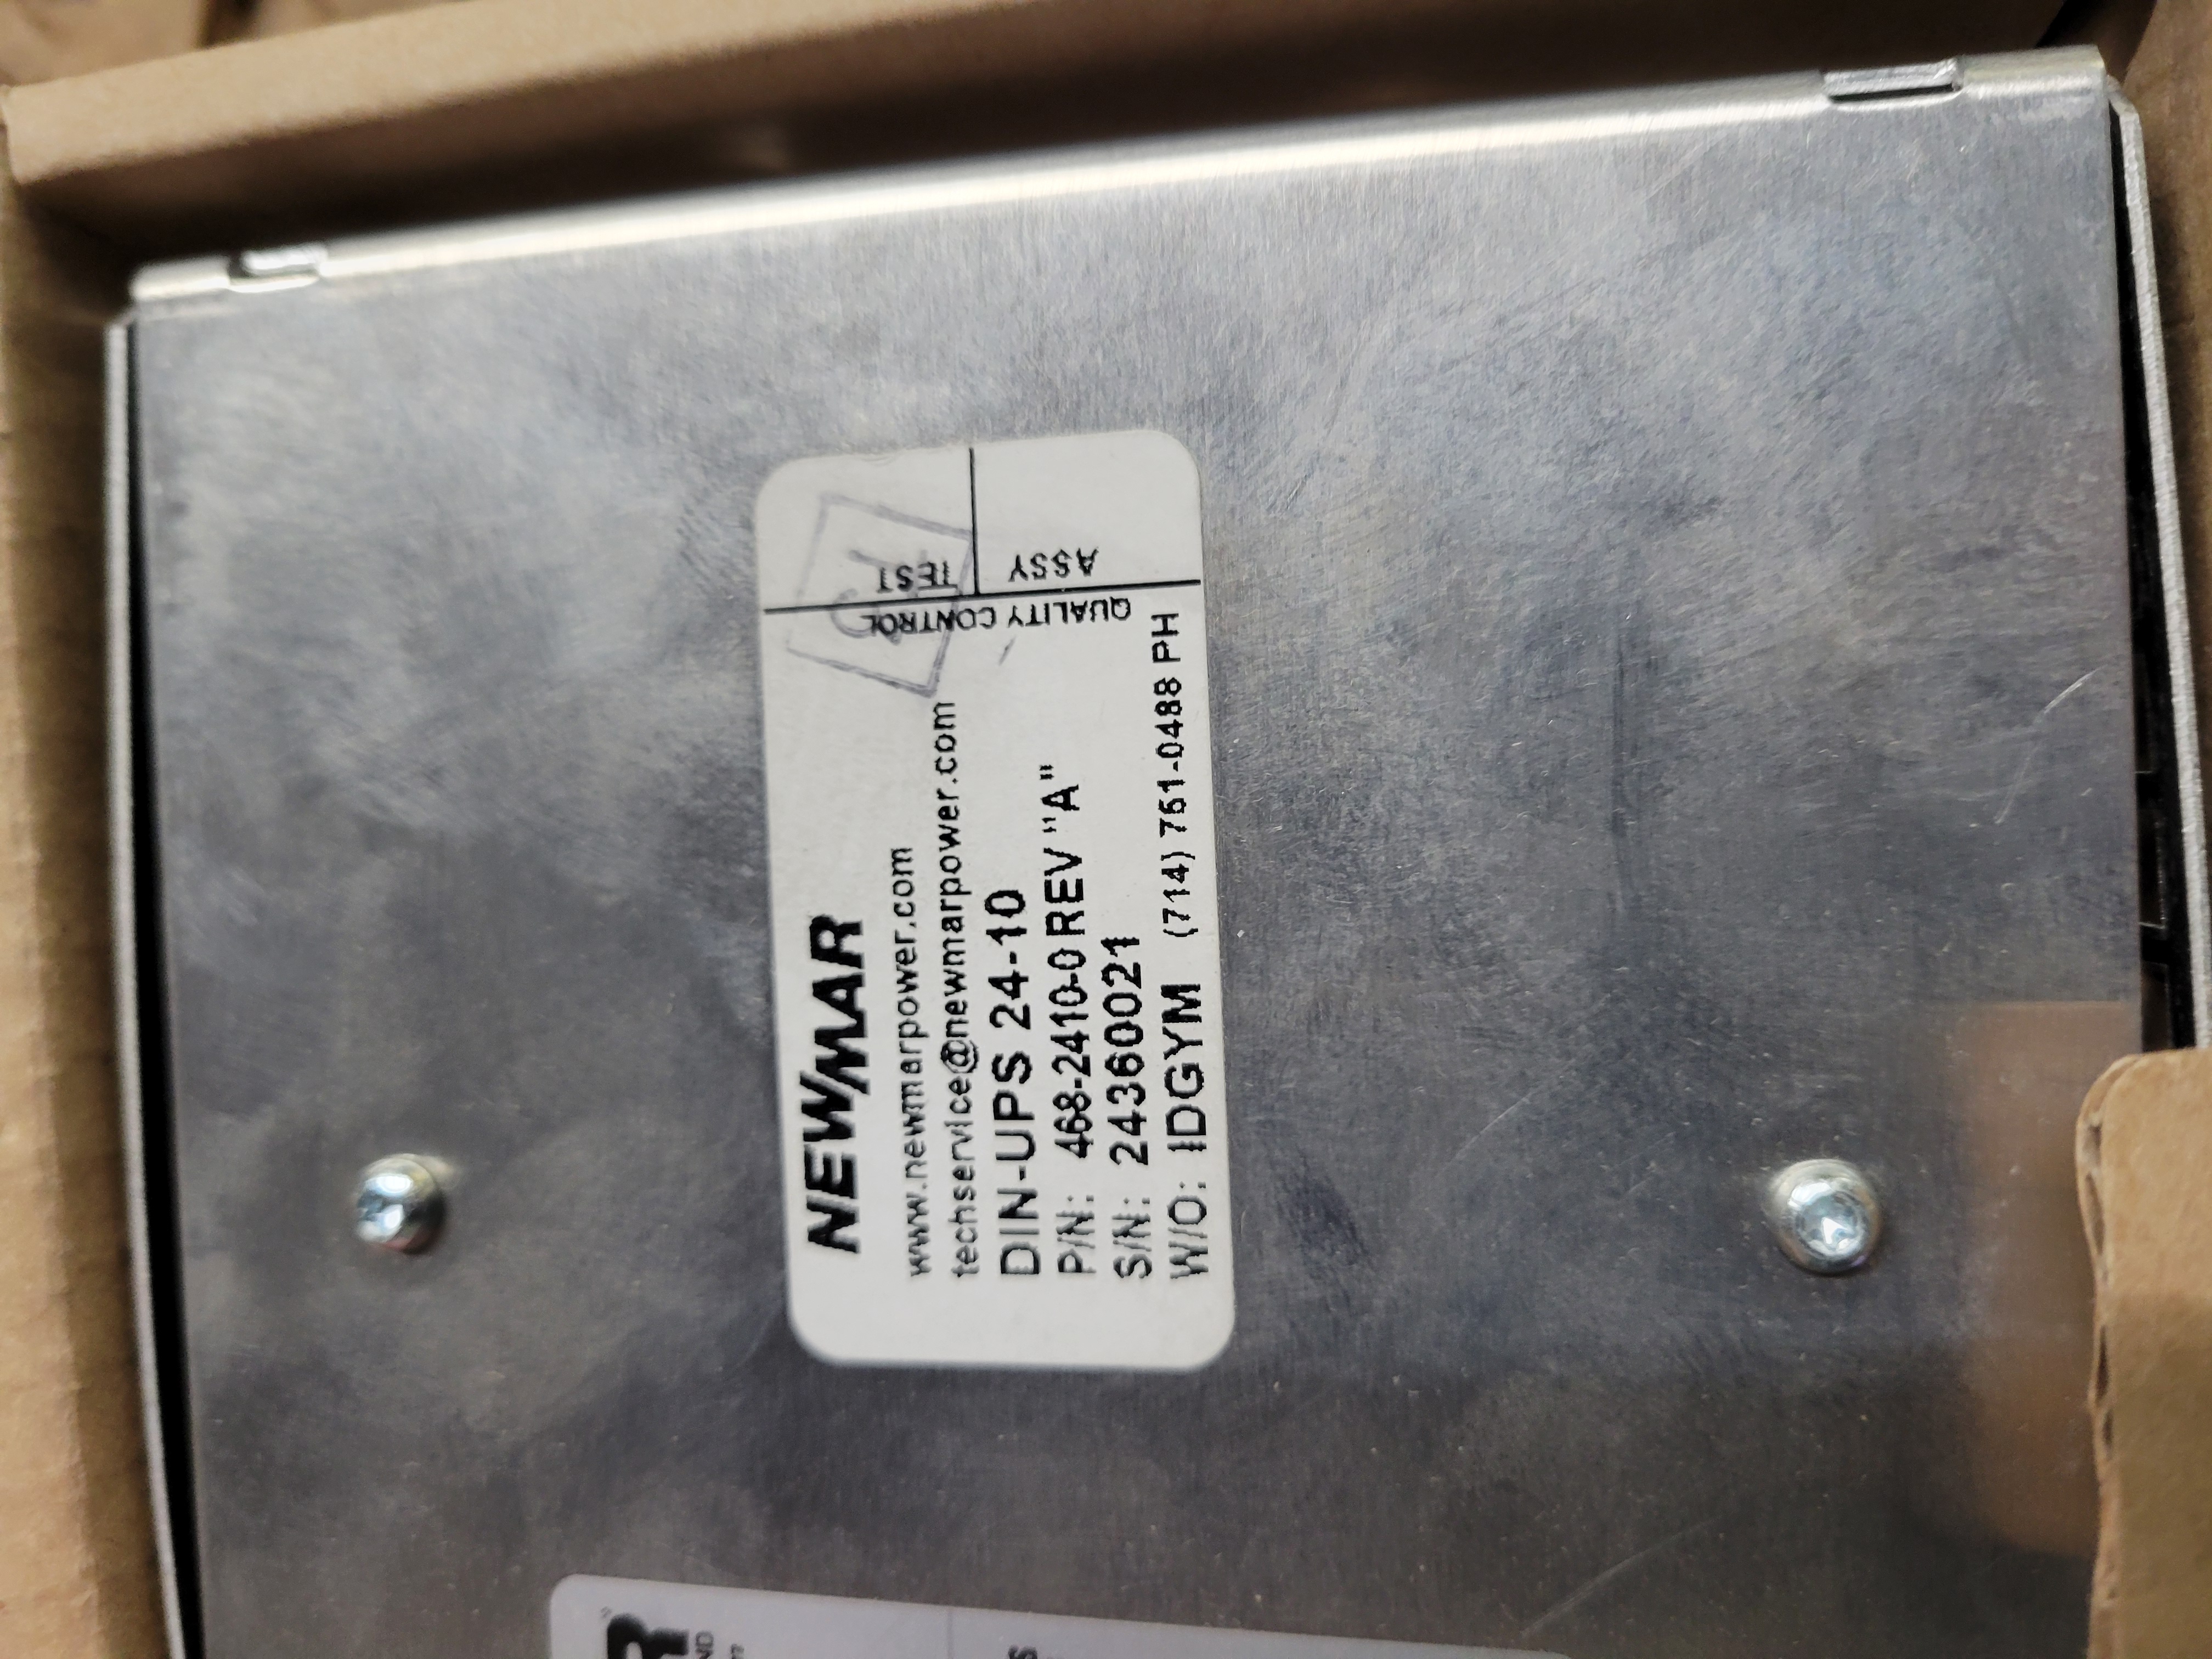 NEWMAR
www.newmarpower.com
techservice@newmarpower.com
DIN-UPS 24-10
P/N: 468-2410-0 REV "A"
S/N: 24360021
W/O: IDGYM (714) 751-0488 PH
QUALITY CONTROL
ASSY
TEST
R
ND
S